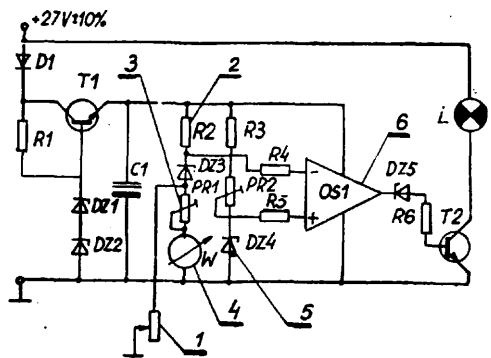 +27V±10%
D1
T1
3
2
R1
C1
R2
R3
6
L
DZ3
PR1
PR2
R4
R5
OS1
-
+
DZ5
R6
T2
DZ1
DZ2
W
DZ4
4
5
1